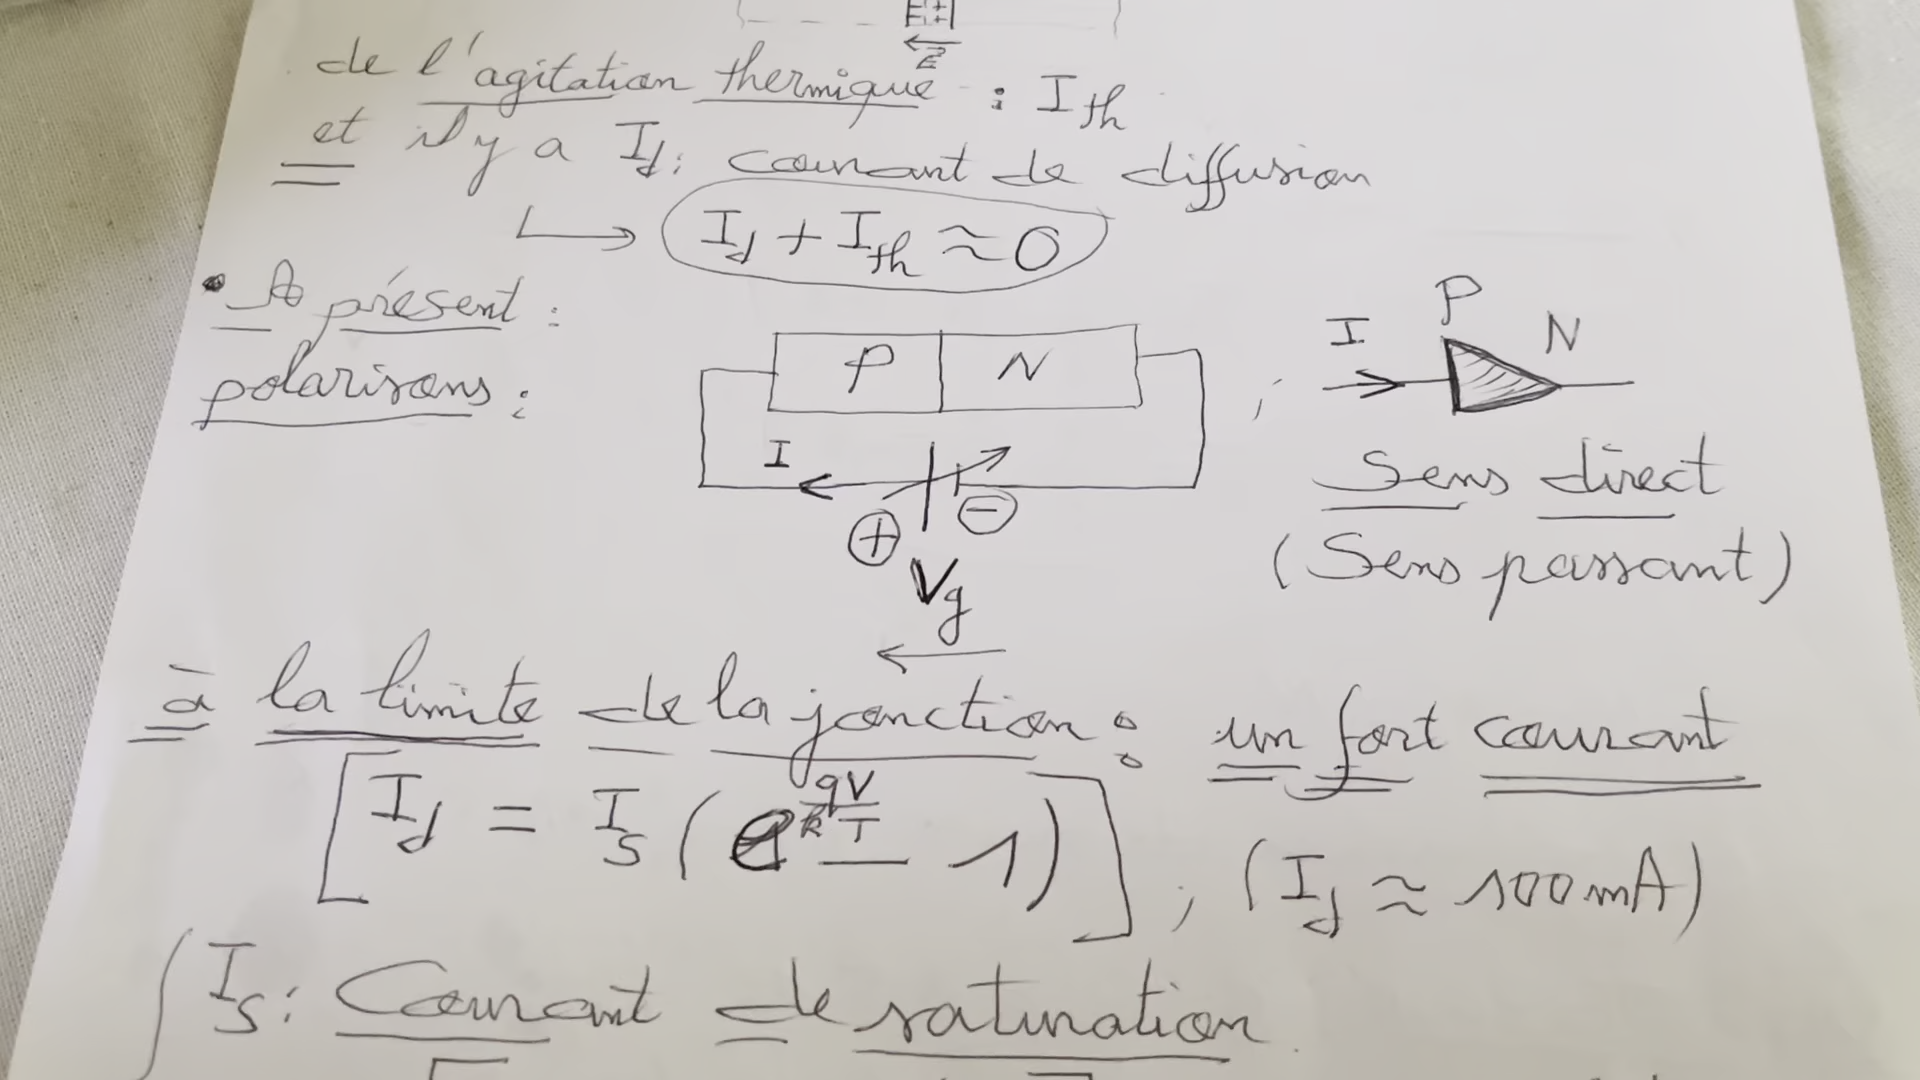 E
de l'agitation thermique : Ith
et il y a Id : courant de diffusion
Id + Ith ≈ 0
• A présent :
polarisons :
P N
I
+ −
Vg
I P N
Sens direct
(Sens passant)
à la limite de la jonction : un fort courant
[Id = Is (e^(qV/kT) − 1)] ; (Id ≈ 100mA)
Is : Courant de saturation